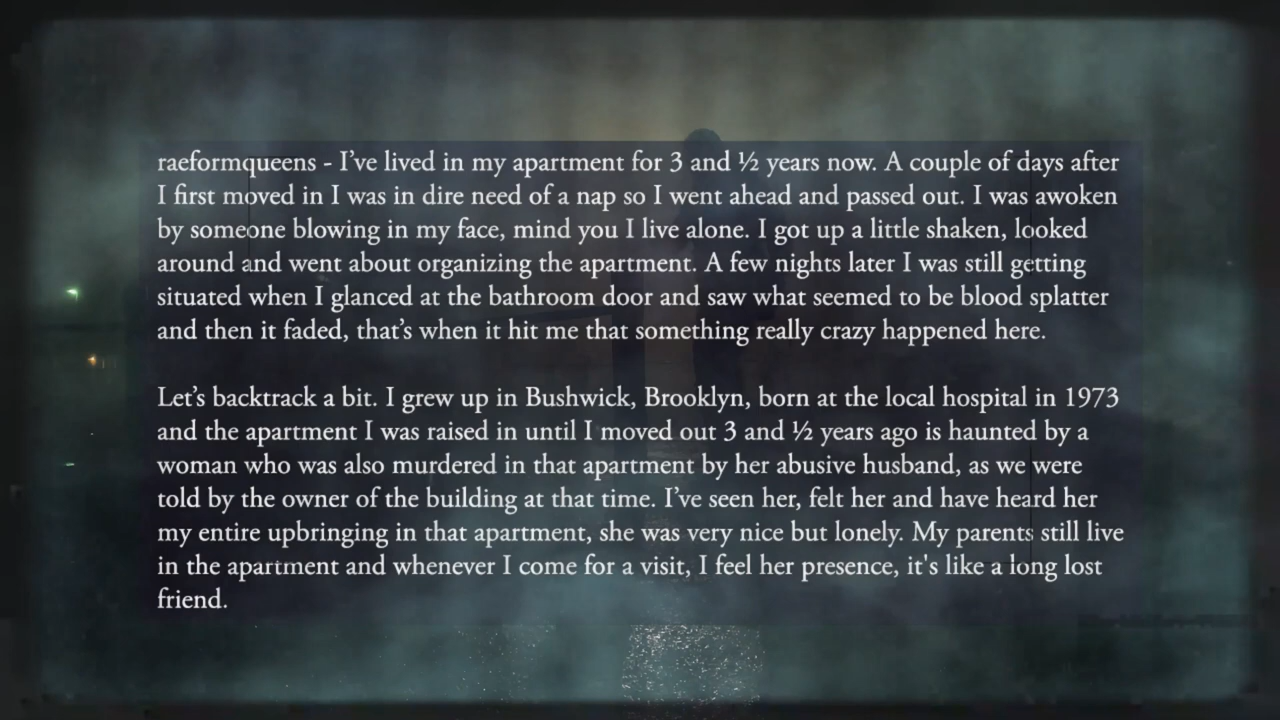 raeformqueens - I’ve lived in my apartment for 3 and ½ years now. A couple of days after
I first moved in I was in dire need of a nap so I went ahead and passed out. I was awoken
by someone blowing in my face, mind you I live alone. I got up a little shaken, looked
around and went about organizing the apartment. A few nights later I was still getting
situated when I glanced at the bathroom door and saw what seemed to be blood splatter
and then it faded, that’s when it hit me that something really crazy happened here.
Let’s backtrack a bit. I grew up in Bushwick, Brooklyn, born at the local hospital in 1973
and the apartment I was raised in until I moved out 3 and ½ years ago is haunted by a
woman who was also murdered in that apartment by her abusive husband, as we were
told by the owner of the building at that time. I’ve seen her, felt her and have heard her
my entire upbringing in that apartment, she was very nice but lonely. My parents still live
in the apartment and whenever I come for a visit, I feel her presence, it's like a long lost
friend.